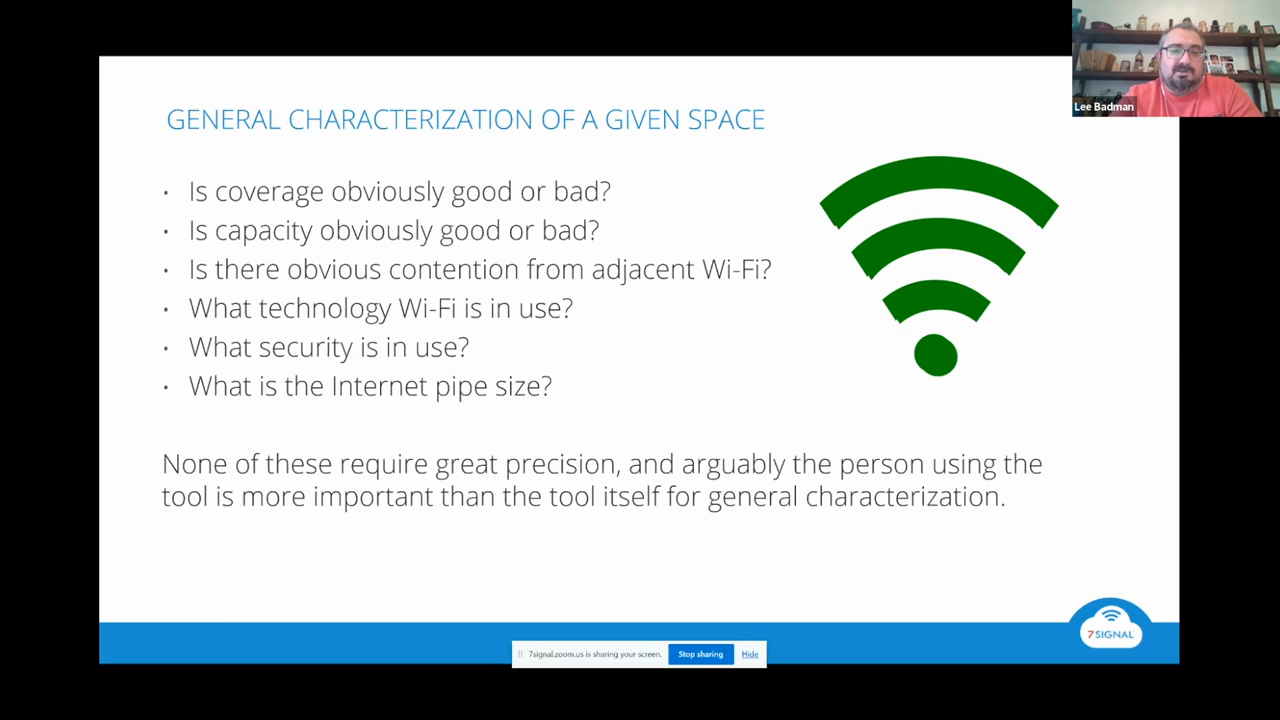 Lee Badman
GENERAL CHARACTERIZATION OF A GIVEN SPACE
• Is coverage obviously good or bad?
• Is capacity obviously good or bad?
• Is there obvious contention from adjacent Wi-Fi?
• What technology Wi-Fi is in use?
• What security is in use?
• What is the Internet pipe size?
None of these require great precision, and arguably the person using the
tool is more important than the tool itself for general characterization.
7SIGNAL
7signal.zoom.us is sharing your screen. Stop sharing Hide